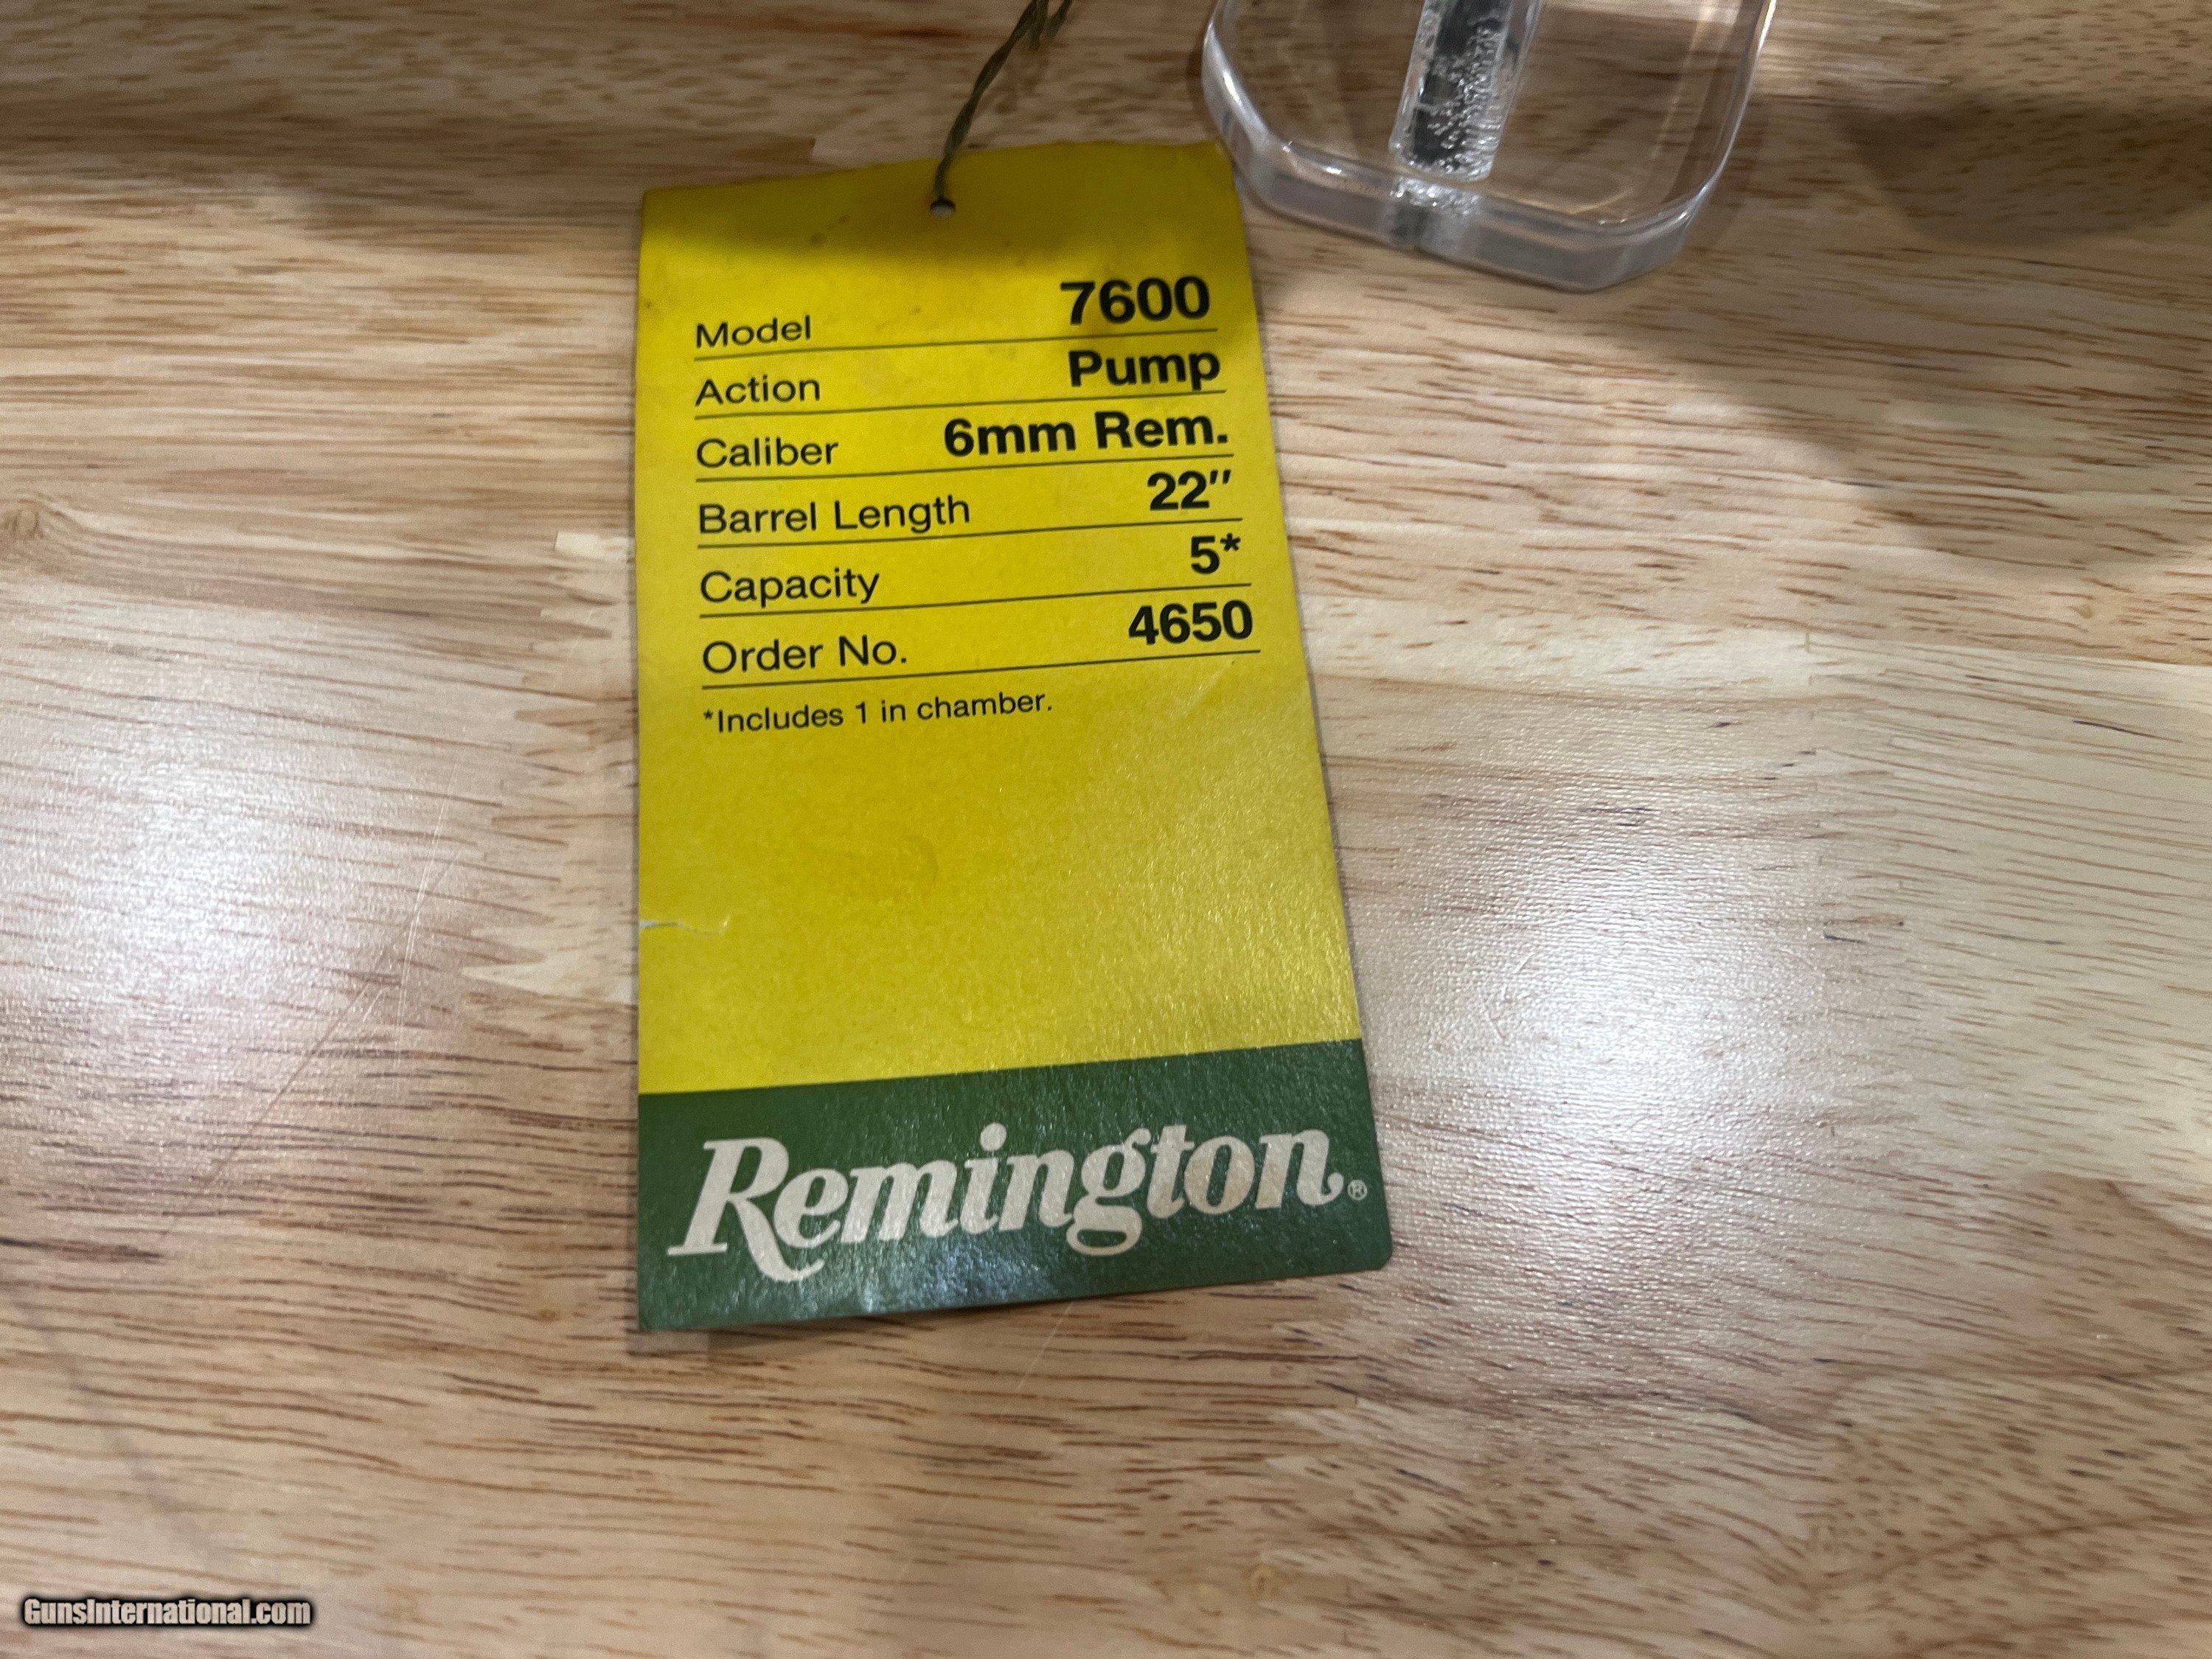 Model 7600
Action Pump
Caliber 6mm Rem.
Barrel Length 22"
Capacity 5*
Order No. 4650
*Includes 1 in chamber.
Remington®
GunsInternational.com